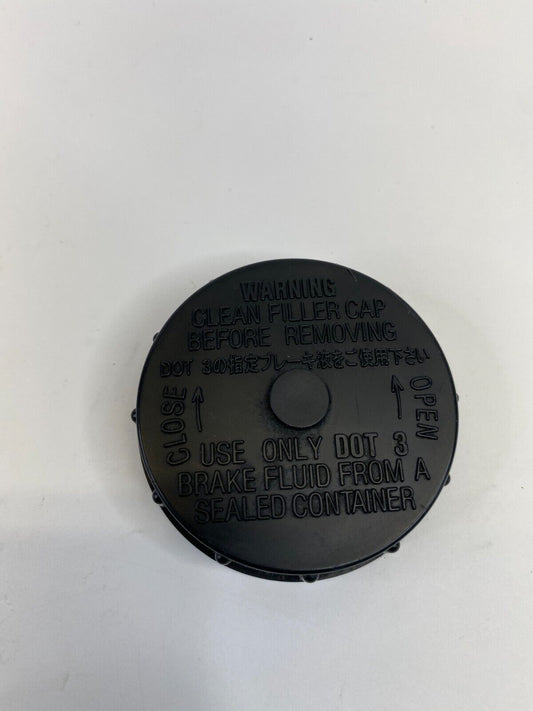 WARNING
CLEAN FILLER CAP
BEFORE REMOVING
DOT 3の指定ブレーキ液をご使用下さい
CLOSE
OPEN
USE ONLY DOT 3
BRAKE FLUID FROM A
SEALED CONTAINER